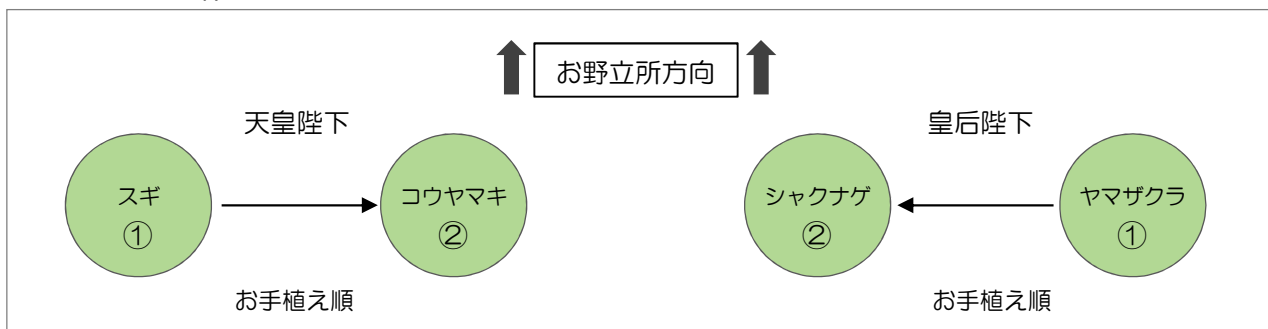 お野立所方向
天皇陛下
皇后陛下
スギ
①
コウヤマキ
②
シャクナゲ
②
ヤマザクラ
①
お手植え順
お手植え順